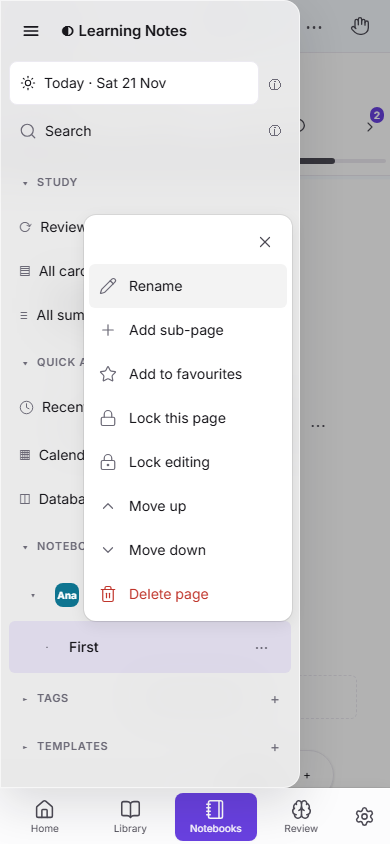 Learning Notes
Today · Sat 21 Nov
Search
2
STUDY
Review
All card
All sum
QUICK A
Recen
Calend
Databa
NOTEBO
Ana
Rename
Add sub-page
Add to favourites
Lock this page
Lock editing
Move up
Move down
Delete page
First
TAGS
TEMPLATES
Home
Library
Notebooks
Review